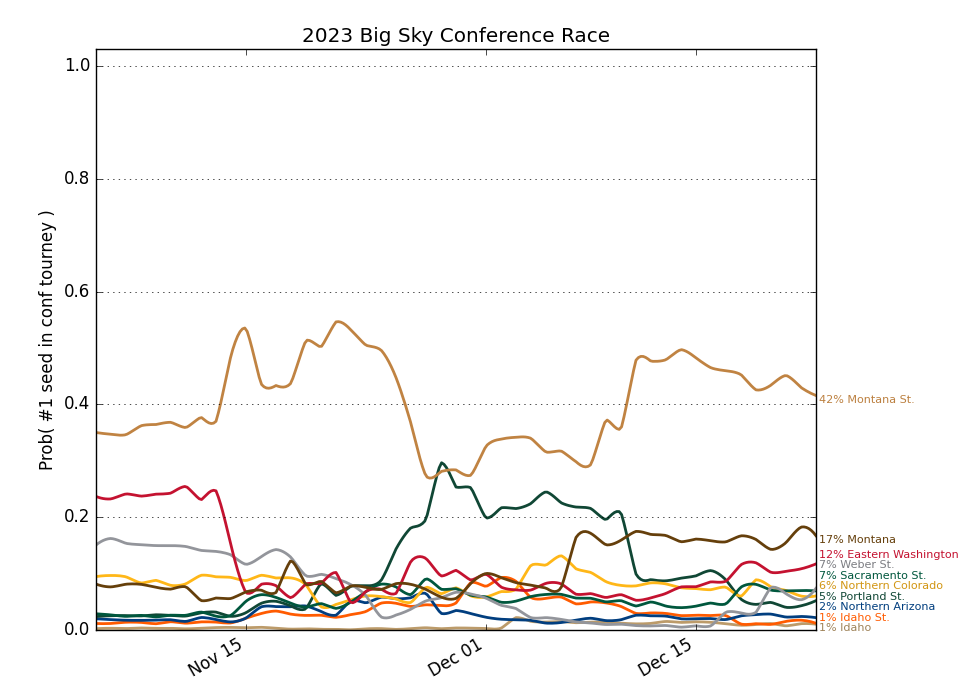 2023 Big Sky Conference Race
Prob( #1 seed in conf tourney )
1.0
0.8
0.6
0.4
0.2
0.0
Nov 15
Dec 01
Dec 15
42% Montana St.
17% Montana
12% Eastern Washington
7% Weber St.
7% Sacramento St.
6% Northern Colorado
5% Portland St.
2% Northern Arizona
1% Idaho St.
1% Idaho